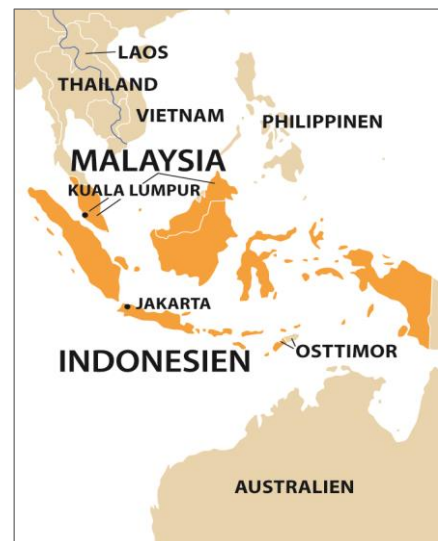 LAOS
THAILAND
VIETNAM
PHILIPPINEN
MALAYSIA
KUALA LUMPUR
JAKARTA
INDONESIEN
OSTTIMOR
AUSTRALIEN